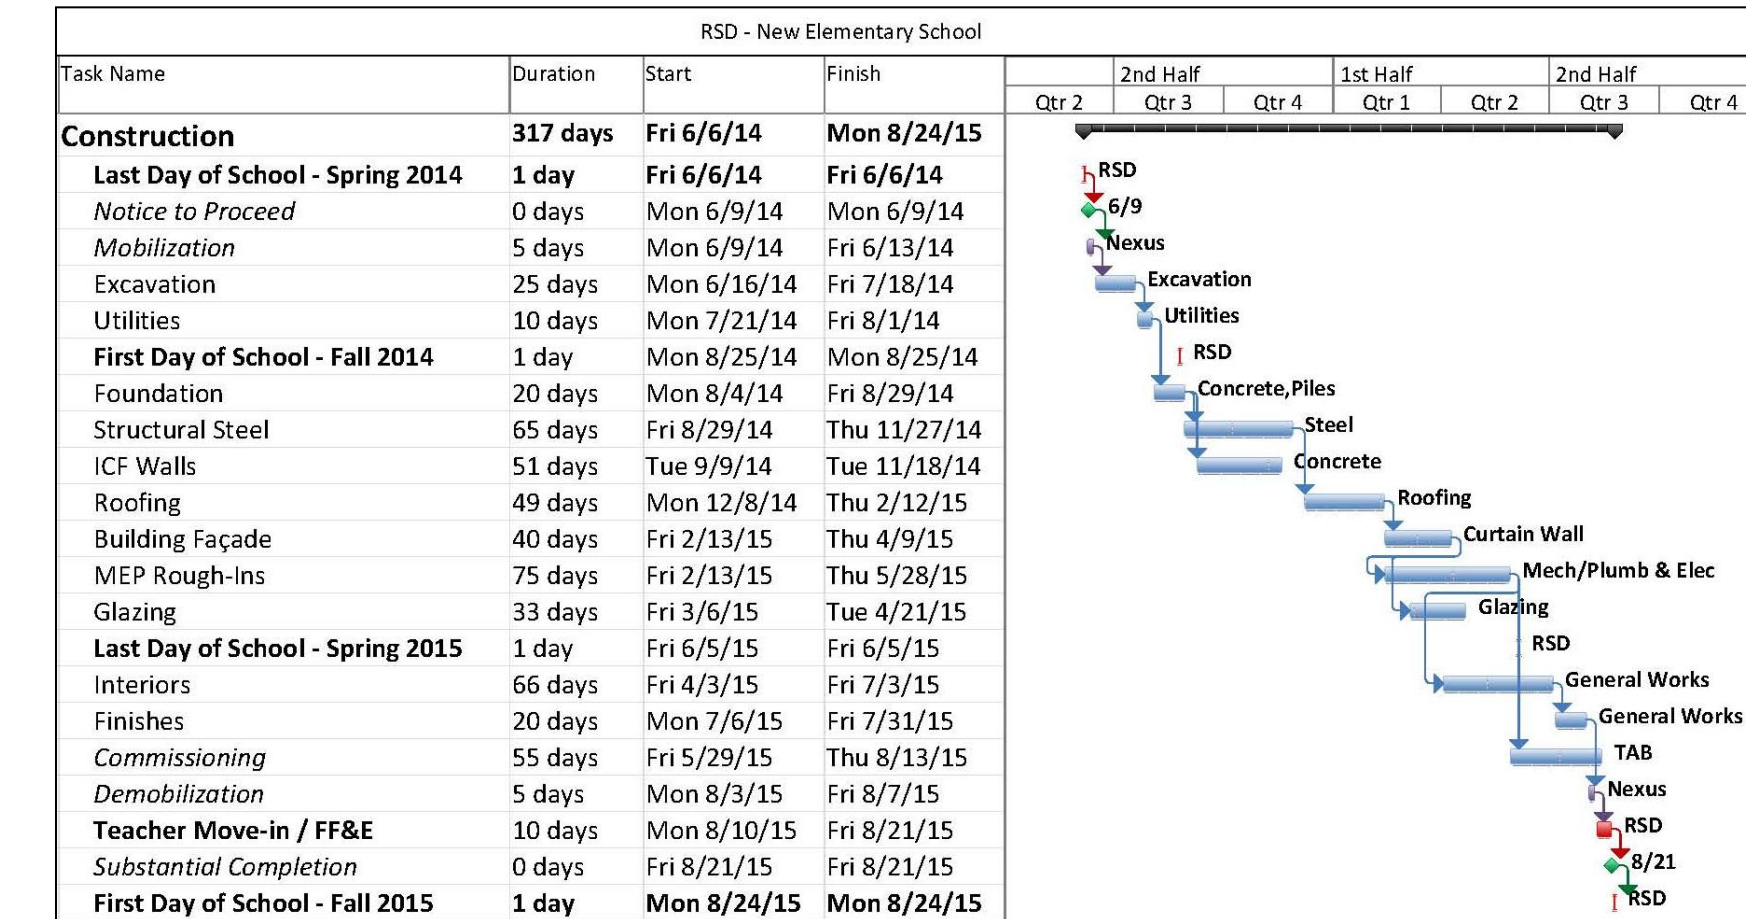 RSD - New Elementary School
Task Name Duration Start Finish 2nd Half 1st Half 2nd Half
Qtr 2 Qtr 3 Qtr 4 Qtr 1 Qtr 2 Qtr 3 Qtr 4
Construction 317 days Fri 6/6/14 Mon 8/24/15
Last Day of School - Spring 2014 1 day Fri 6/6/14 Fri 6/6/14 RSD
Notice to Proceed 0 days Mon 6/9/14 Mon 6/9/14 6/9
Mobilization 5 days Mon 6/9/14 Fri 6/13/14 Nexus
Excavation 25 days Mon 6/16/14 Fri 7/18/14 Excavation
Utilities 10 days Mon 7/21/14 Fri 8/1/14 Utilities
First Day of School - Fall 2014 1 day Mon 8/25/14 Mon 8/25/14 RSD
Foundation 20 days Mon 8/4/14 Fri 8/29/14 Concrete,Piles
Structural Steel 65 days Fri 8/29/14 Thu 11/27/14 Steel
ICF Walls 51 days Tue 9/9/14 Tue 11/18/14 Concrete
Roofing 49 days Mon 12/8/14 Thu 2/12/15 Roofing
Building Façade 40 days Fri 2/13/15 Thu 4/9/15 Curtain Wall
MEP Rough-Ins 75 days Fri 2/13/15 Thu 5/28/15 Mech/Plumb & Elec
Glazing 33 days Fri 3/6/15 Tue 4/21/15 Glazing
Last Day of School - Spring 2015 1 day Fri 6/5/15 Fri 6/5/15 RSD
Interiors 66 days Fri 4/3/15 Fri 7/3/15 General Works
Finishes 20 days Mon 7/6/15 Fri 7/31/15 General Works
Commissioning 55 days Fri 5/29/15 Thu 8/13/15 TAB
Demobilization 5 days Mon 8/3/15 Fri 8/7/15 Nexus
Teacher Move-in / FF&E 10 days Mon 8/10/15 Fri 8/21/15 RSD
Substantial Completion 0 days Fri 8/21/15 Fri 8/21/15 8/21
First Day of School - Fall 2015 1 day Mon 8/24/15 Mon 8/24/15 RSD